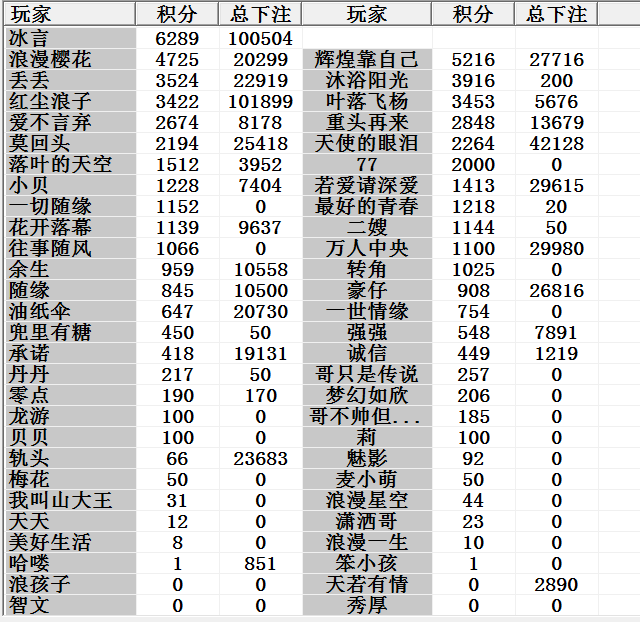 玩家 积分 总下注 玩家 积分 总下注
冰言 6289 100504
浪漫樱花 4725 20299 辉煌靠自己 5216 27716
丢丢 3524 22919 沐浴阳光 3916 200
红尘浪子 3422 101899 叶落飞杨 3453 5676
爱不言弃 2674 8178 重头再来 2848 13679
莫回头 2194 25418 天使的眼泪 2264 42128
落叶的天空 1512 3952 77 2000 0
小贝 1228 7404 若爱请深爱 1413 29615
一切随缘 1152 0 最好的青春 1218 20
花开落幕 1139 9637 二嫂 1144 50
往事随风 1066 0 万人中央 1100 29980
余生 959 10558 转角 1025 0
随缘 845 10500 豪仔 908 26816
油纸伞 647 20730 一世情缘 754 0
兜里有糖 450 50 强强 548 7891
承诺 418 19131 诚信 449 1219
丹丹 217 50 哥只是传说 257 0
零点 190 170 梦幻如欣 206 0
龙游 100 0 哥不帅但... 185 0
贝贝 100 0 莉 100 0
轨头 66 23683 魅影 92 0
梅花 50 0 麦小萌 50 0
我叫山大王 31 0 浪漫星空 44 0
天天 12 0 潇洒哥 23 0
美好生活 8 0 浪漫一生 10 0
哈喽 1 851 笨小孩 1 0
浪孩子 0 0 天若有情 0 2890
智文 0 0 秀厚 0 0